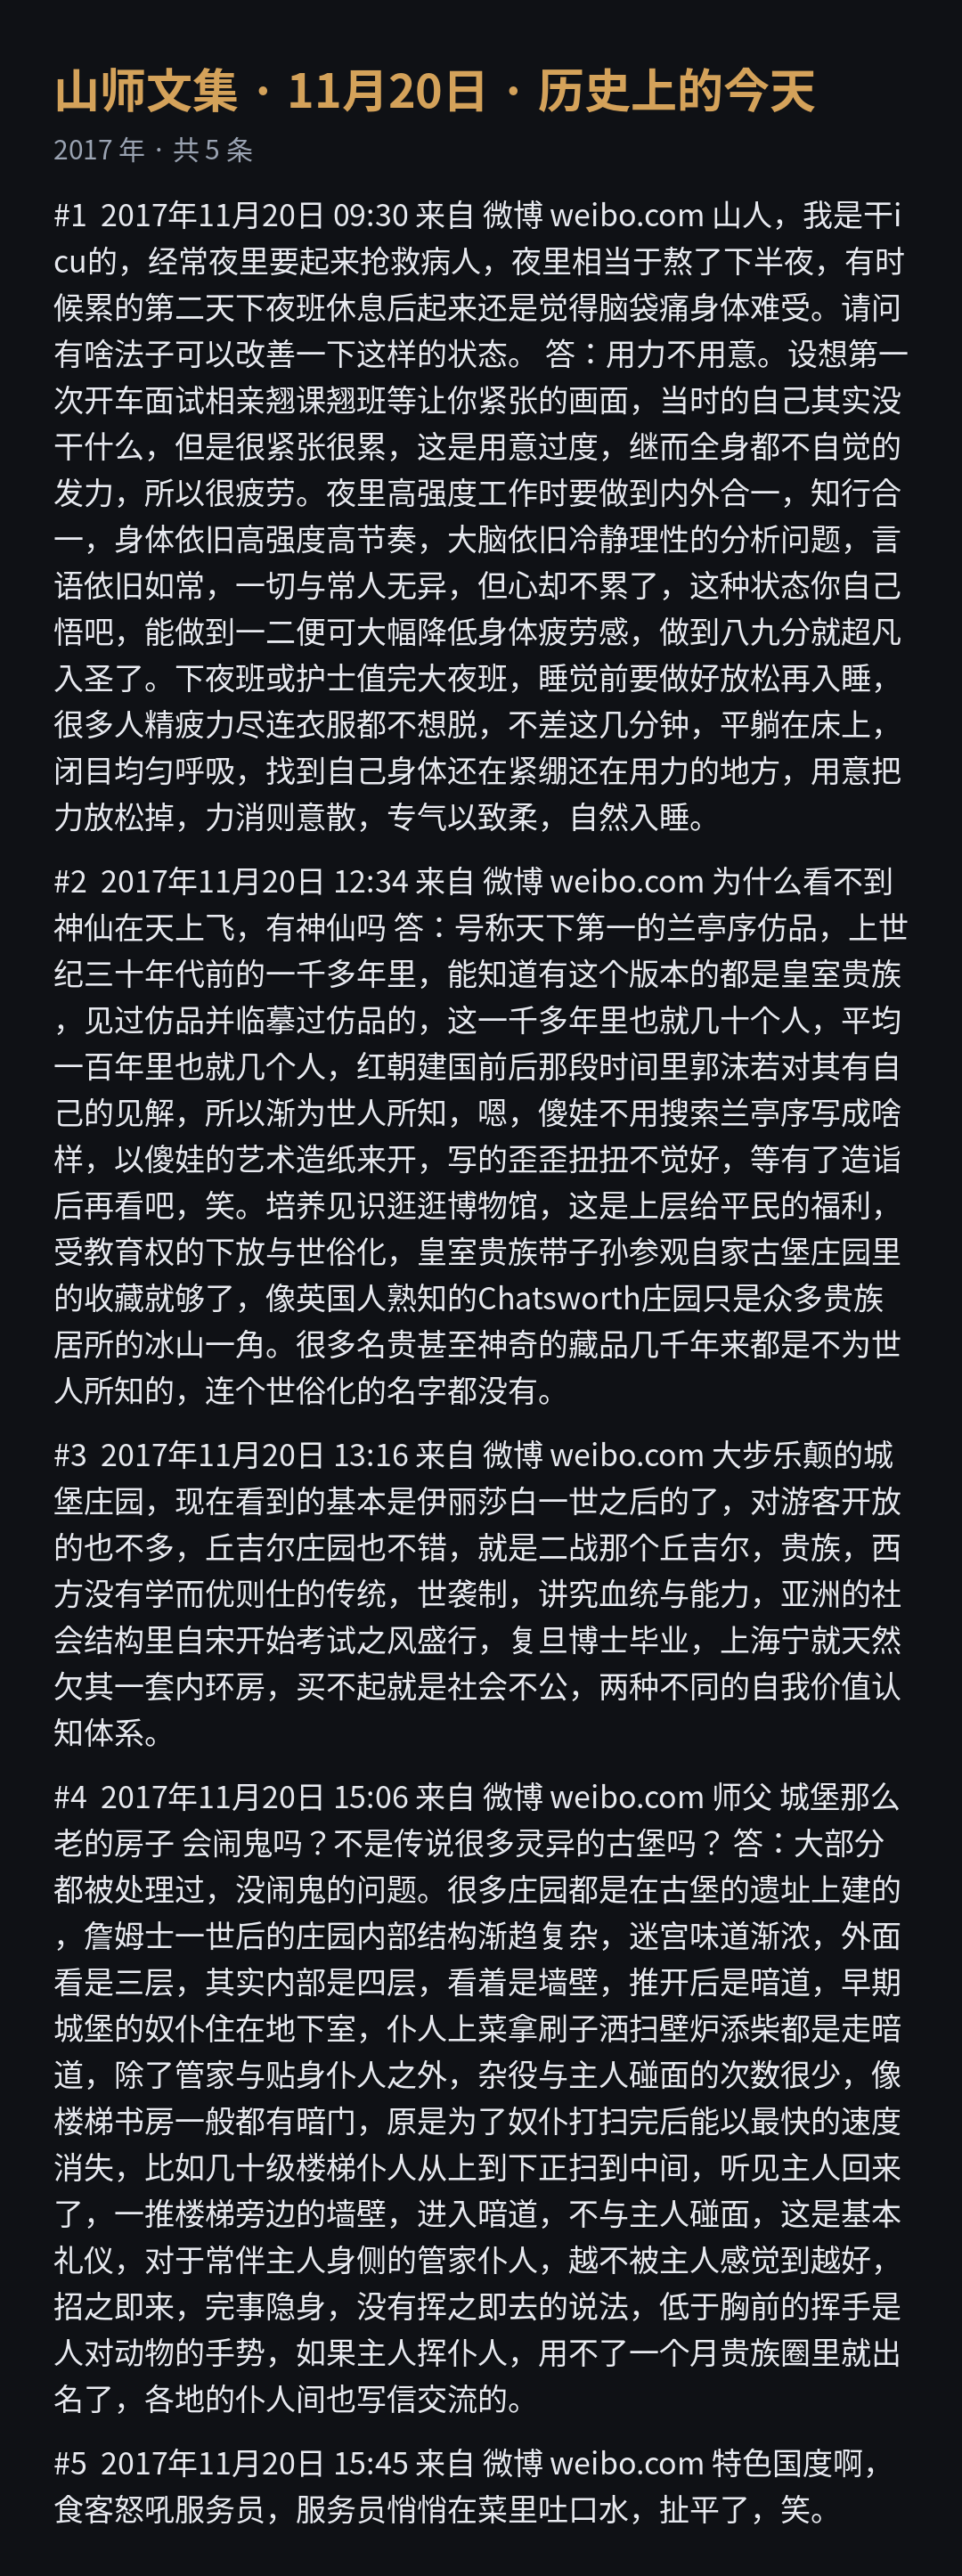 山师文集 · 11月20日 · 历史上的今天
2017 年 · 共 5 条
#1 2017年11月20日 09:30 来自 微博 weibo.com 山人，我是干i
cu的，经常夜里要起来抢救病人，夜里相当于熬了下半夜，有时
候累的第二天下夜班休息后起来还是觉得脑袋痛身体难受。请问
有啥法子可以改善一下这样的状态。 答：用力不用意。设想第一
次开车面试相亲翘课翘班等让你紧张的画面，当时的自己其实没
干什么，但是很紧张很累，这是用意过度，继而全身都不自觉的
发力，所以很疲劳。夜里高强度工作时要做到内外合一，知行合
一，身体依旧高强度高节奏，大脑依旧冷静理性的分析问题，言
语依旧如常，一切与常人无异，但心却不累了，这种状态你自己
悟吧，能做到一二便可大幅降低身体疲劳感，做到八九分就超凡
入圣了。下夜班或护士值完大夜班，睡觉前要做好放松再入睡，
很多人精疲力尽连衣服都不想脱，不差这几分钟，平躺在床上，
闭目均匀呼吸，找到自己身体还在紧绷还在用力的地方，用意把
力放松掉，力消则意散，专气以致柔，自然入睡。
#2 2017年11月20日 12:34 来自 微博 weibo.com 为什么看不到
神仙在天上飞，有神仙吗 答：号称天下第一的兰亭序仿品，上世
纪三十年代前的一千多年里，能知道有这个版本的都是皇室贵族
，见过仿品并临摹过仿品的，这一千多年里也就几十个人，平均
一百年里也就几个人，红朝建国前后那段时间里郭沫若对其有自
己的见解，所以渐为世人所知，嗯，傻娃不用搜索兰亭序写成啥
样，以傻娃的艺术造纸来开，写的歪歪扭扭不觉好，等有了造诣
后再看吧，笑。培养见识逛逛博物馆，这是上层给平民的福利，
受教育权的下放与世俗化，皇室贵族带子孙参观自家古堡庄园里
的收藏就够了，像英国人熟知的Chatsworth庄园只是众多贵族
居所的冰山一角。很多名贵甚至神奇的藏品几千年来都是不为世
人所知的，连个世俗化的名字都没有。
#3 2017年11月20日 13:16 来自 微博 weibo.com 大步乐颠的城
堡庄园，现在看到的基本是伊丽莎白一世之后的了，对游客开放
的也不多，丘吉尔庄园也不错，就是二战那个丘吉尔，贵族，西
方没有学而优则仕的传统，世袭制，讲究血统与能力，亚洲的社
会结构里自宋开始考试之风盛行，复旦博士毕业，上海宁就天然
欠其一套内环房，买不起就是社会不公，两种不同的自我价值认
知体系。
#4 2017年11月20日 15:06 来自 微博 weibo.com 师父 城堡那么
老的房子 会闹鬼吗？不是传说很多灵异的古堡吗？ 答：大部分
都被处理过，没闹鬼的问题。很多庄园都是在古堡的遗址上建的
，詹姆士一世后的庄园内部结构渐趋复杂，迷宫味道渐浓，外面
看是三层，其实内部是四层，看着是墙壁，推开后是暗道，早期
城堡的奴仆住在地下室，仆人上菜拿刷子洒扫壁炉添柴都是走暗
道，除了管家与贴身仆人之外，杂役与主人碰面的次数很少，像
楼梯书房一般都有暗门，原是为了奴仆打扫完后能以最快的速度
消失，比如几十级楼梯仆人从上到下正扫到中间，听见主人回来
了，一推楼梯旁边的墙壁，进入暗道，不与主人碰面，这是基本
礼仪，对于常伴主人身侧的管家仆人，越不被主人感觉到越好，
招之即来，完事隐身，没有挥之即去的说法，低于胸前的挥手是
人对动物的手势，如果主人挥仆人，用不了一个月贵族圈里就出
名了，各地的仆人间也写信交流的。
#5 2017年11月20日 15:45 来自 微博 weibo.com 特色国度啊，
食客怒吼服务员，服务员悄悄在菜里吐口水，扯平了，笑。